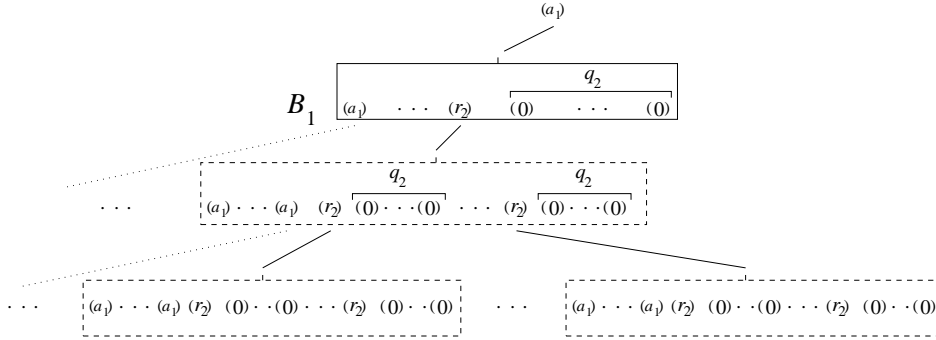 (a₁)
q₂
B₁ (a₁) · · · (r₂) (0) · · · (0)
q₂ q₂
· · · (a₁) · · · (a₁) (r₂) (0) · · · (0) · · · (r₂) (0) · · · (0)
· · · (a₁) · · · (a₁) (r₂) (0) · · (0) · · · (r₂) (0) · · (0) · · · (a₁) · · · (a₁) (r₂) (0) · · (0) · · · (r₂) (0) · · (0)